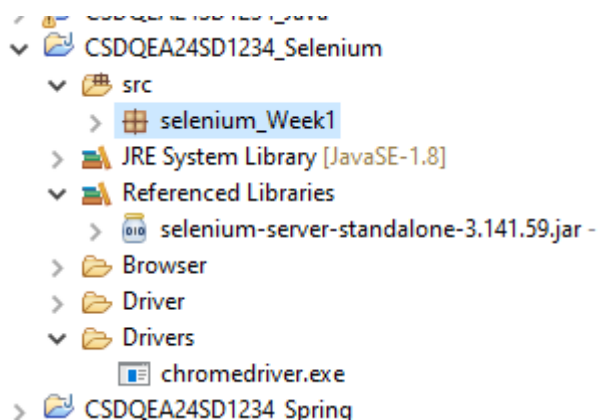 CSDQEA24SD1234_Java
CSDQEA24SD1234_Selenium
src
selenium_Week1
JRE System Library [JavaSE-1.8]
Referenced Libraries
selenium-server-standalone-3.141.59.jar -
Browser
Driver
Drivers
chromedriver.exe
CSDQEA24SD1234_Spring